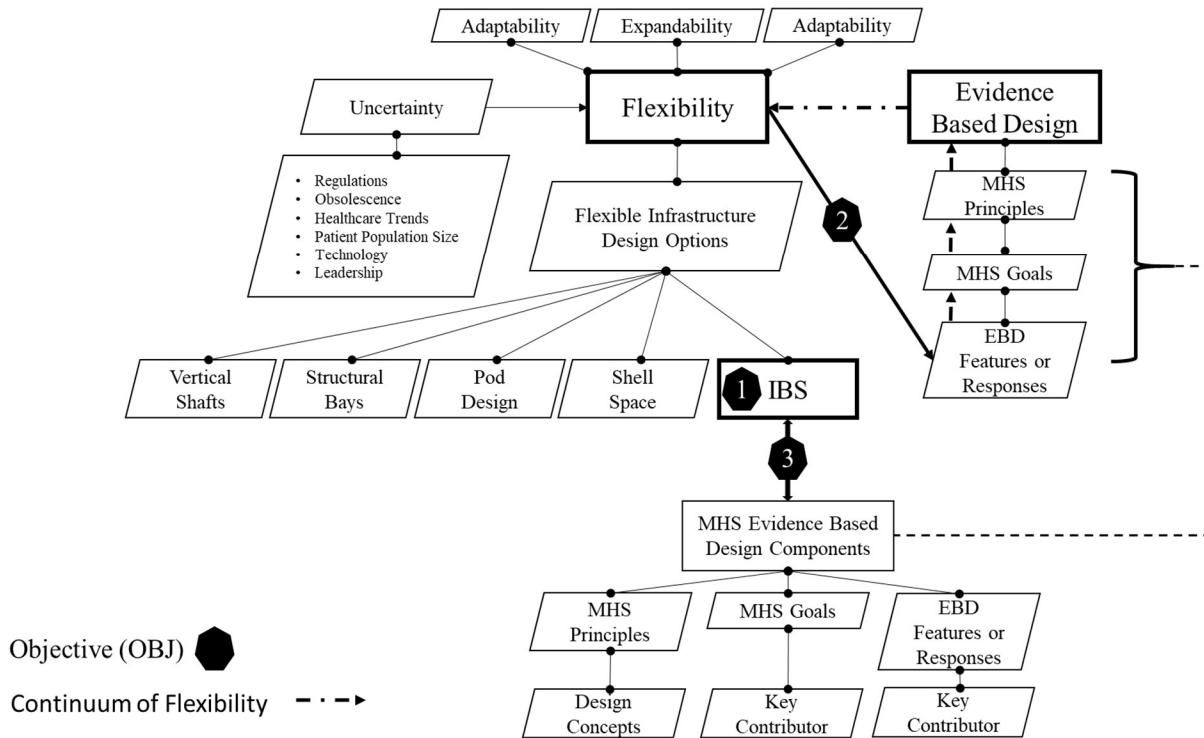 Adaptability
Expandability
Adaptability
Uncertainty
Flexibility
Evidence
Based Design
• Regulations
• Obsolescence
• Healthcare Trends
• Patient Population Size
• Technology
• Leadership
Flexible Infrastructure
Design Options
2
MHS
Principles
MHS Goals
EBD
Features or
Responses
Vertical
Shafts
Structural
Bays
Pod
Design
Shell
Space
1
IBS
3
MHS Evidence Based
Design Components
MHS
Principles
MHS Goals
EBD
Features or
Responses
Design
Concepts
Key
Contributor
Key
Contributor
Objective (OBJ)
Continuum of Flexibility